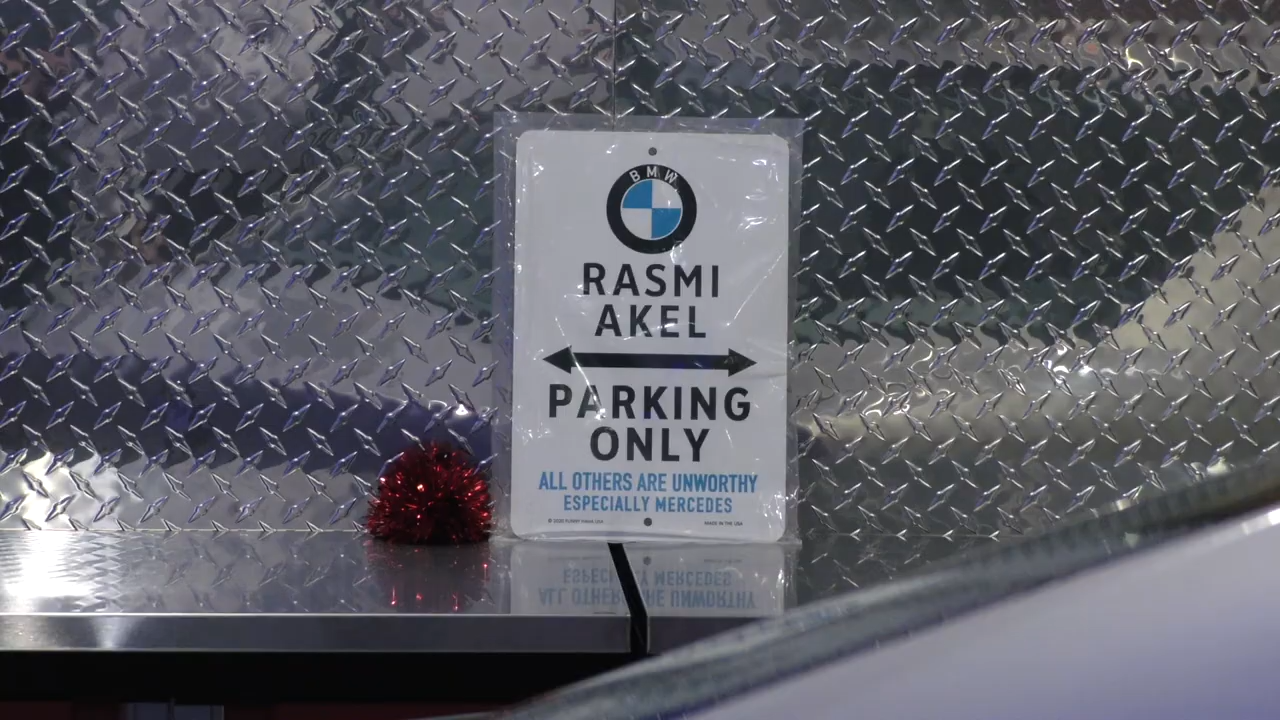 BMW
RASMI
AKEL
PARKING
ONLY
ALL OTHERS ARE UNWORTHY
ESPECIALLY MERCEDES
MADE IN THE USA